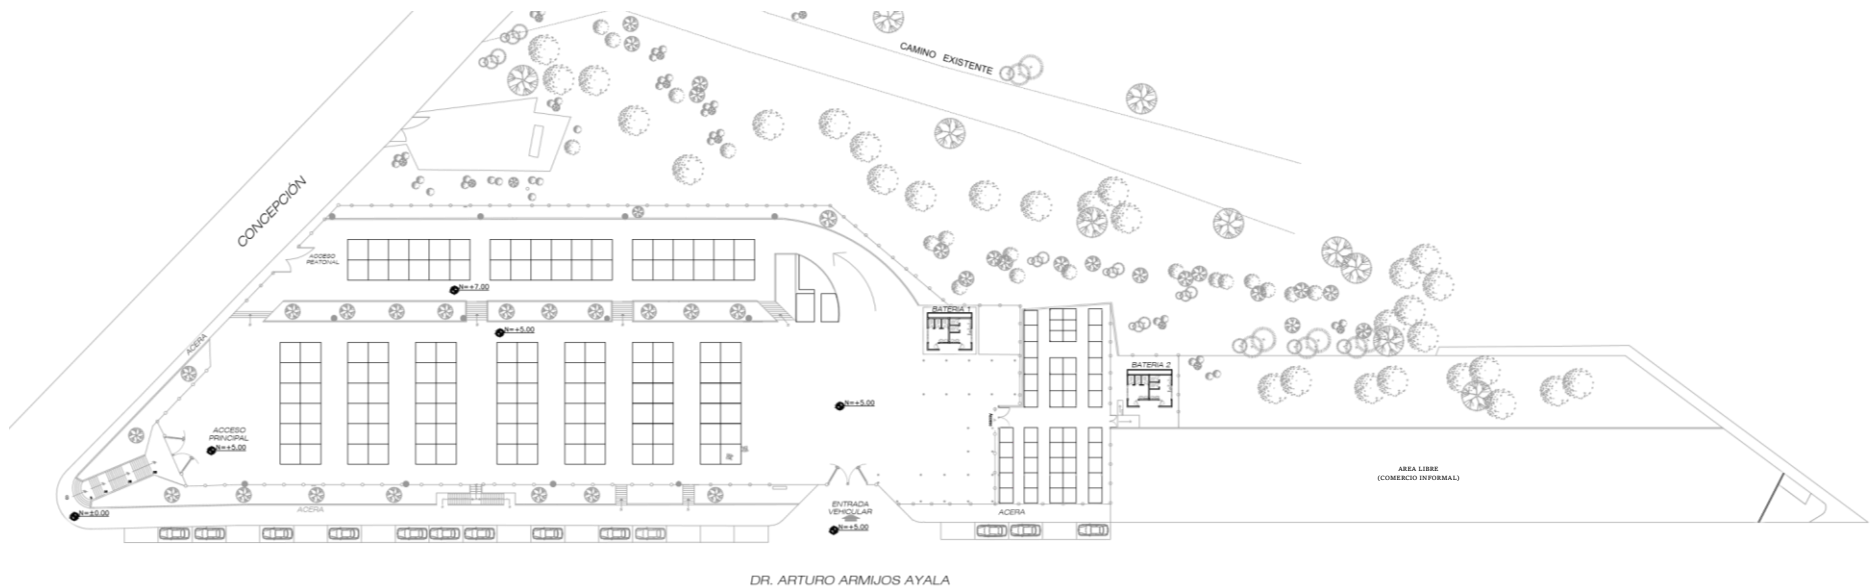 CAMINO EXISTENTE
CONCEPCIÓN
ACCESO
PEATONAL
N=+7.00
BATERIA 1
N=+5.00
ACERA
BATERIA 2
N=+5.00
ACCESO
PRINCIPAL
N=+5.00
AREA LIBRE
(COMERCIO INFORMAL)
ACERA
ENTRADA
VEHICULAR
N=+5.00
ACERA
N=±0.00
DR. ARTURO ARMIJOS AYALA